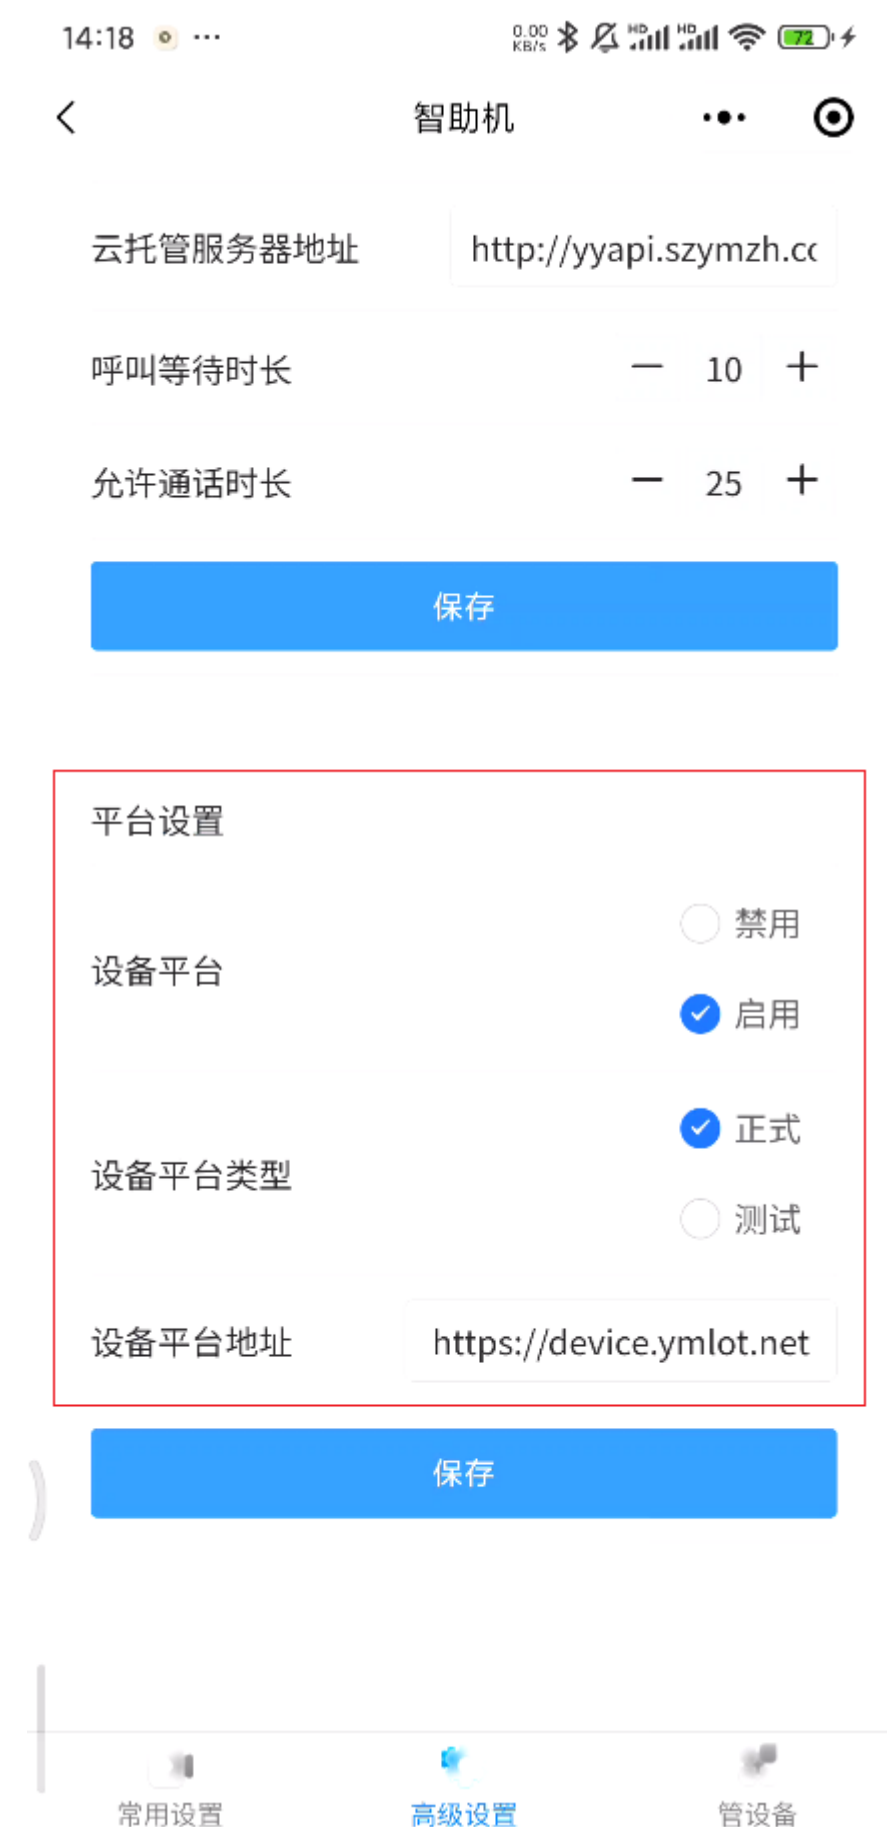 14:18
0.00
KB/s
HD
HD
72
智助机
云托管服务器地址
http://yyapi.szymzh.cc
呼叫等待时长
10
允许通话时长
25
保存
平台设置
禁用
设备平台
启用
正式
设备平台类型
测试
设备平台地址
https://device.ymlot.net
保存
常用设置
高级设置
管设备